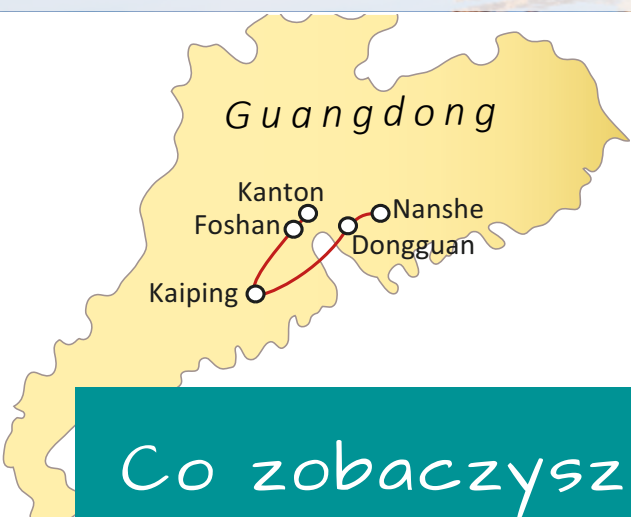 Guangdong
Kanton
Nanshe
Foshan
Dongguan
Kaiping
Co zobaczysz